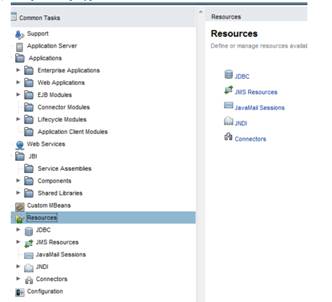 Common Tasks
Support
Application Server
Applications
Enterprise Applications
Web Applications
EJB Modules
Connector Modules
Lifecycle Modules
Application Client Modules
Web Services
JBI
Service Assemblies
Components
Shared Libraries
Custom MBeans
Resources
JDBC
JMS Resources
JavaMail Sessions
JNDI
Connectors
Configuration
Resources
Resources
Define or manage resources availat
JDBC
JMS Resources
JavaMail Sessions
JNDI
Connectors